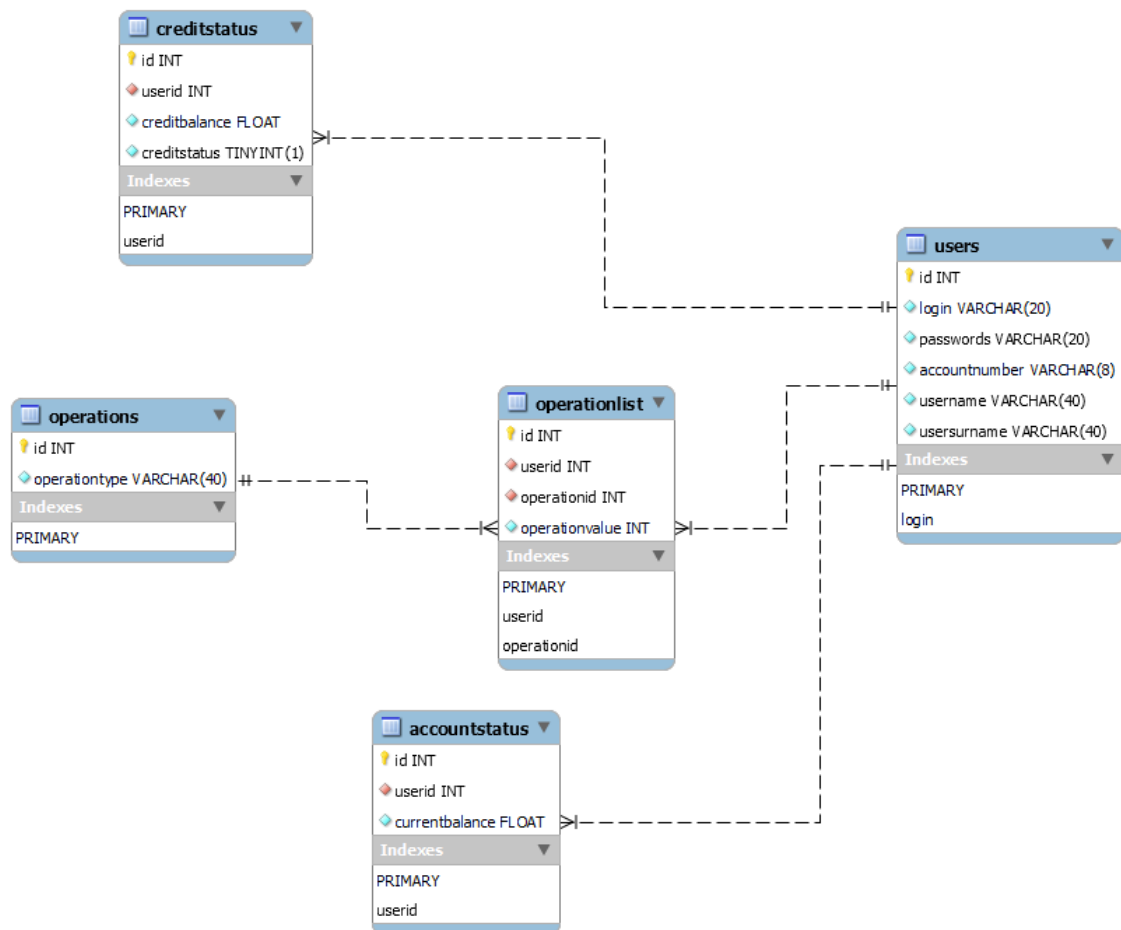 creditstatus
id INT
userid INT
creditbalance FLOAT
creditstatus TINYINT(1)
Indexes
PRIMARY
userid
users
id INT
login VARCHAR(20)
passwords VARCHAR(20)
accountnumber VARCHAR(8)
username VARCHAR(40)
usersurname VARCHAR(40)
Indexes
PRIMARY
login
operations
id INT
operationtype VARCHAR(40)
Indexes
PRIMARY
operationlist
id INT
userid INT
operationid INT
operationvalue INT
Indexes
PRIMARY
userid
operationid
accountstatus
id INT
userid INT
currentbalance FLOAT
Indexes
PRIMARY
userid